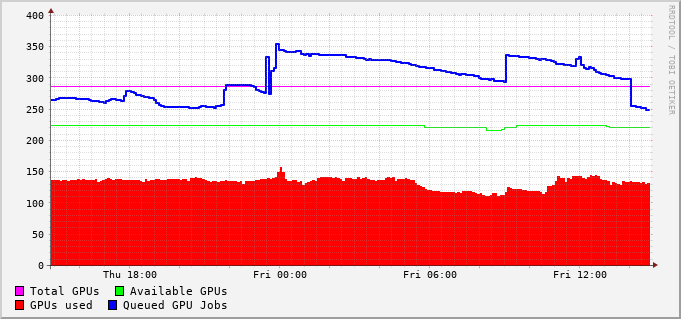 400
350
300
250
200
150
100
50
0
Thu 18:00 Fri 00:00 Fri 06:00 Fri 12:00
Total GPUs Available GPUs
GPUs used Queued GPU Jobs
RRDTOOL / TOBI OETIKER